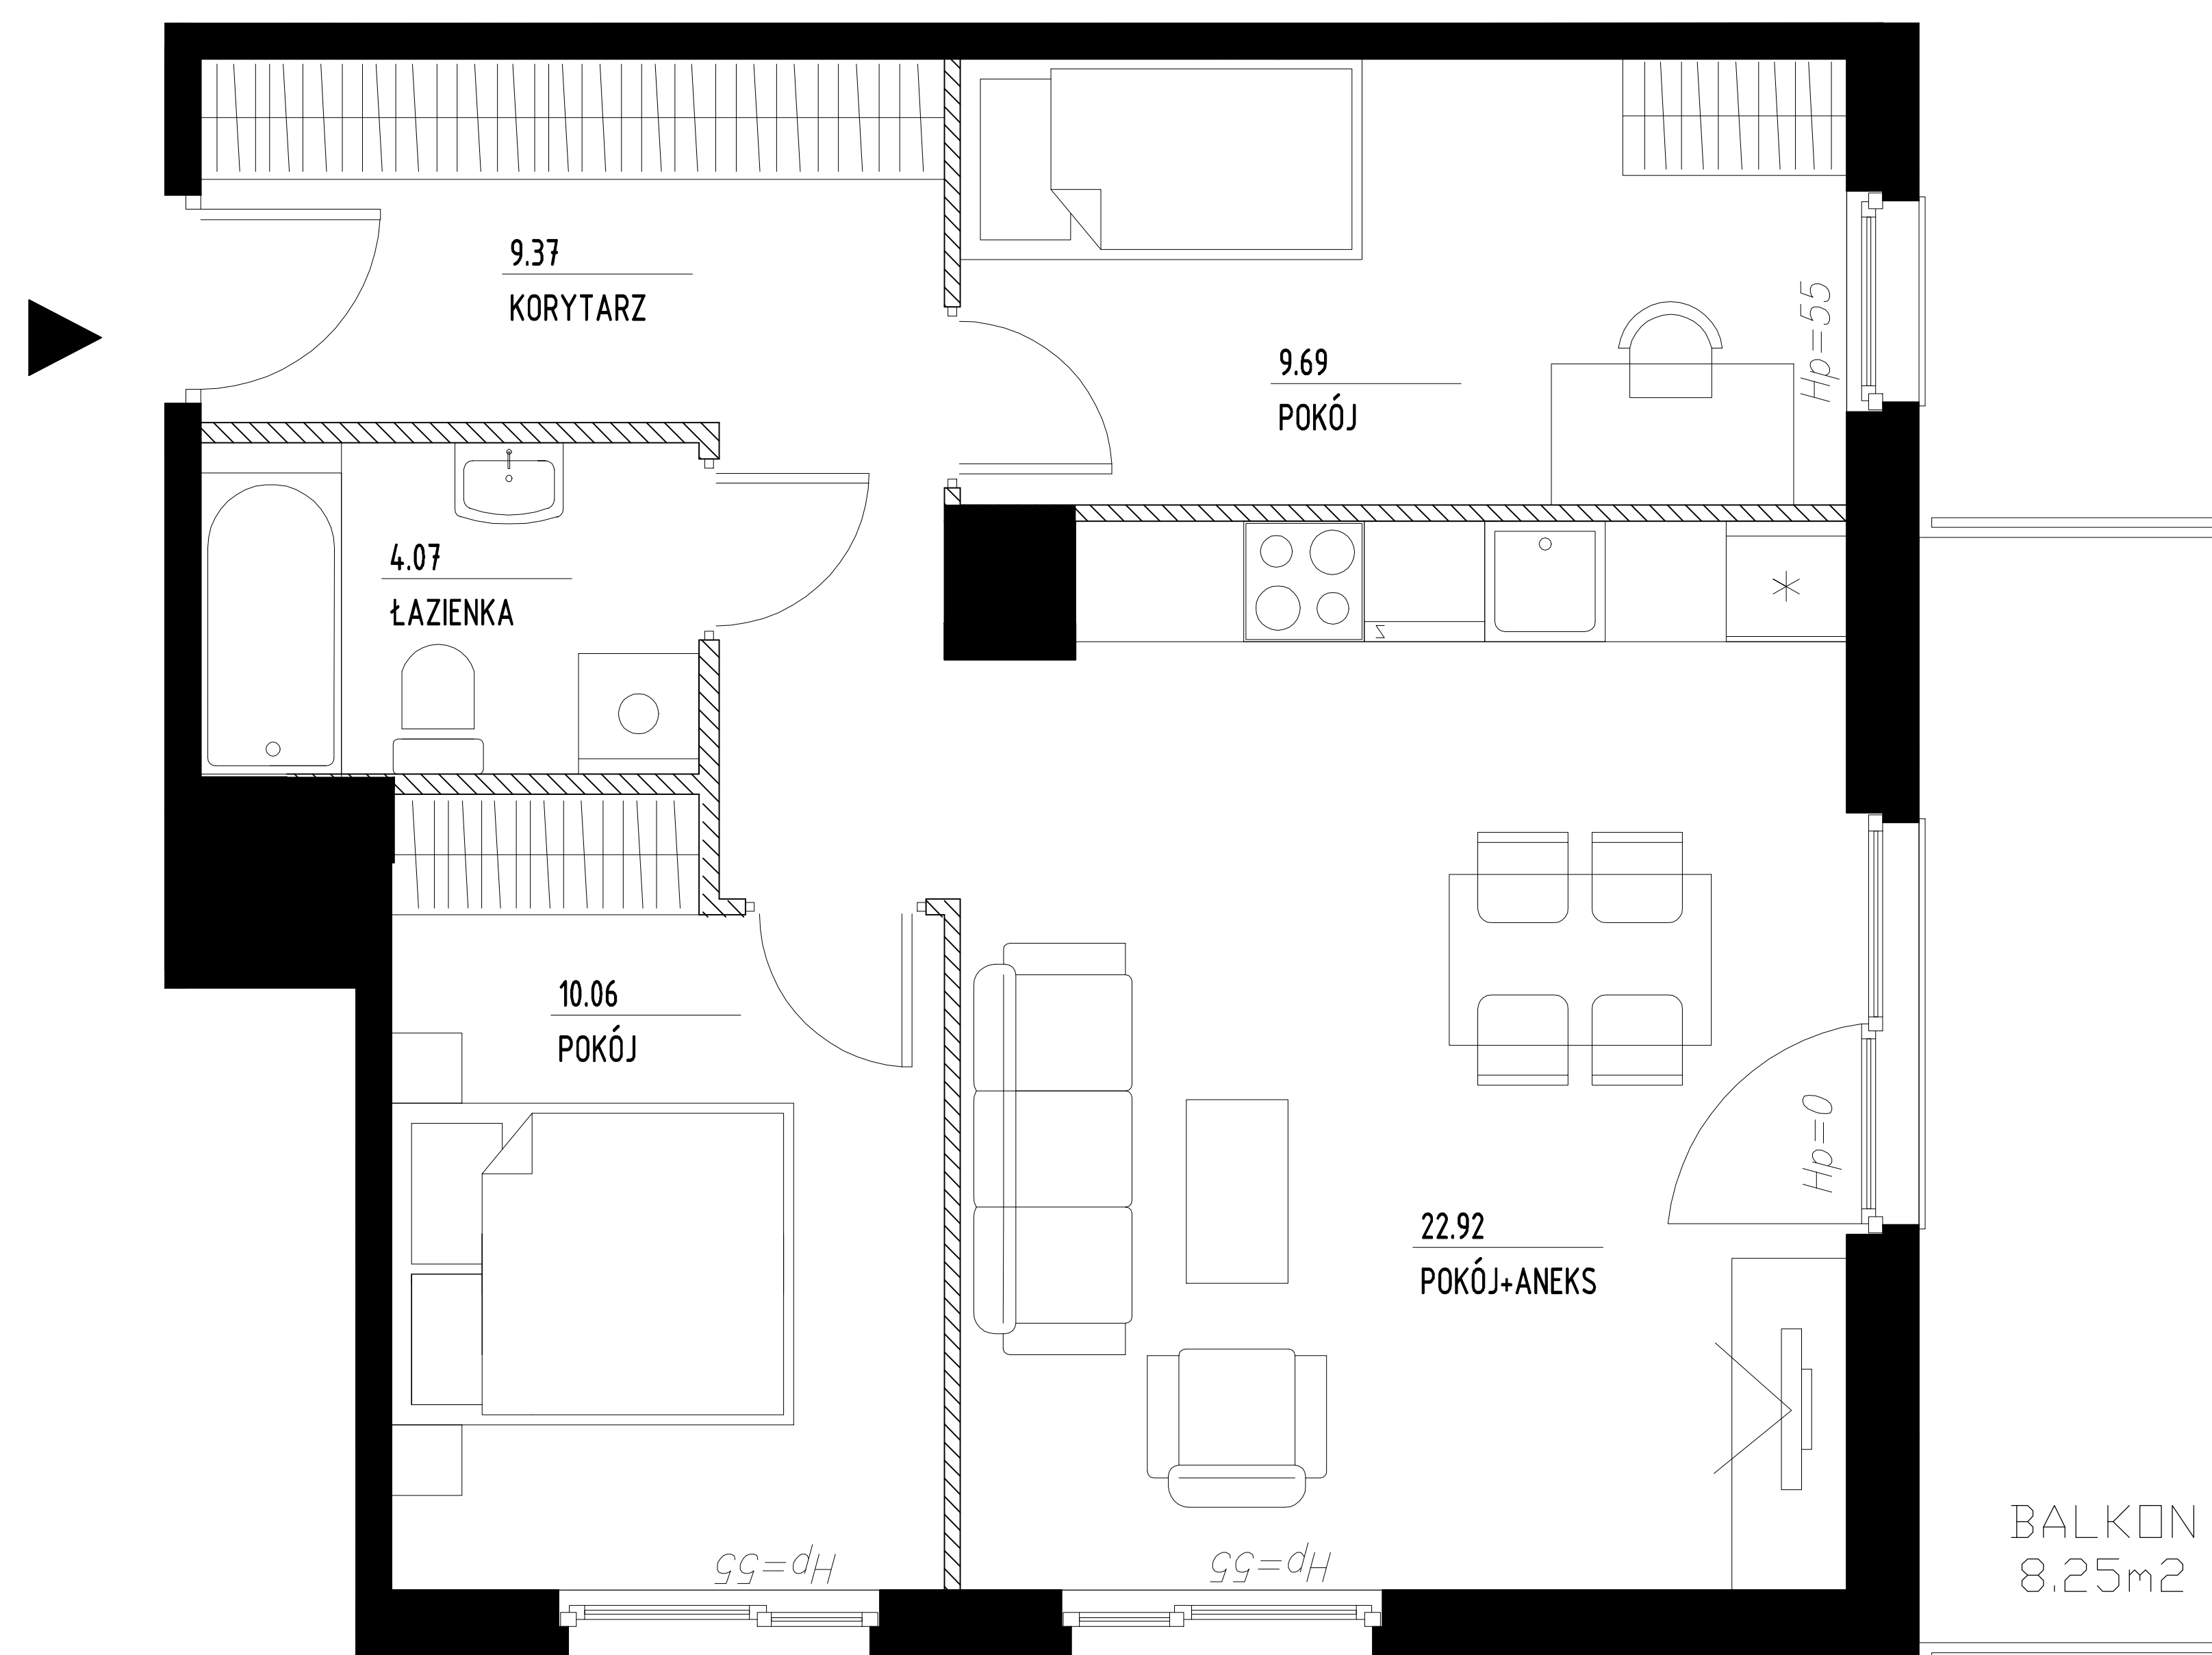 9.37
KORYTARZ
9.69
POKÓJ
Hp=55
4.07
ŁAZIENKA
10.06
POKÓJ
Hp=0
22.92
POKÓJ+ANEKS
Hp=55
Hp=55
BALKON
8.25m2